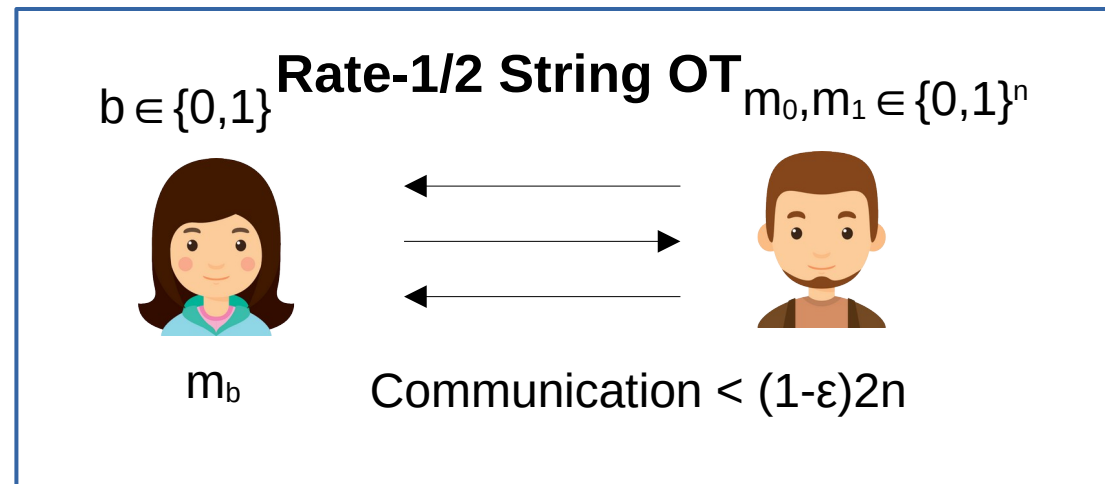 Rate-1/2 String OT
b ∈ {0,1}
m₀,m₁ ∈ {0,1}ⁿ
m_b
Communication < (1-ε)2n